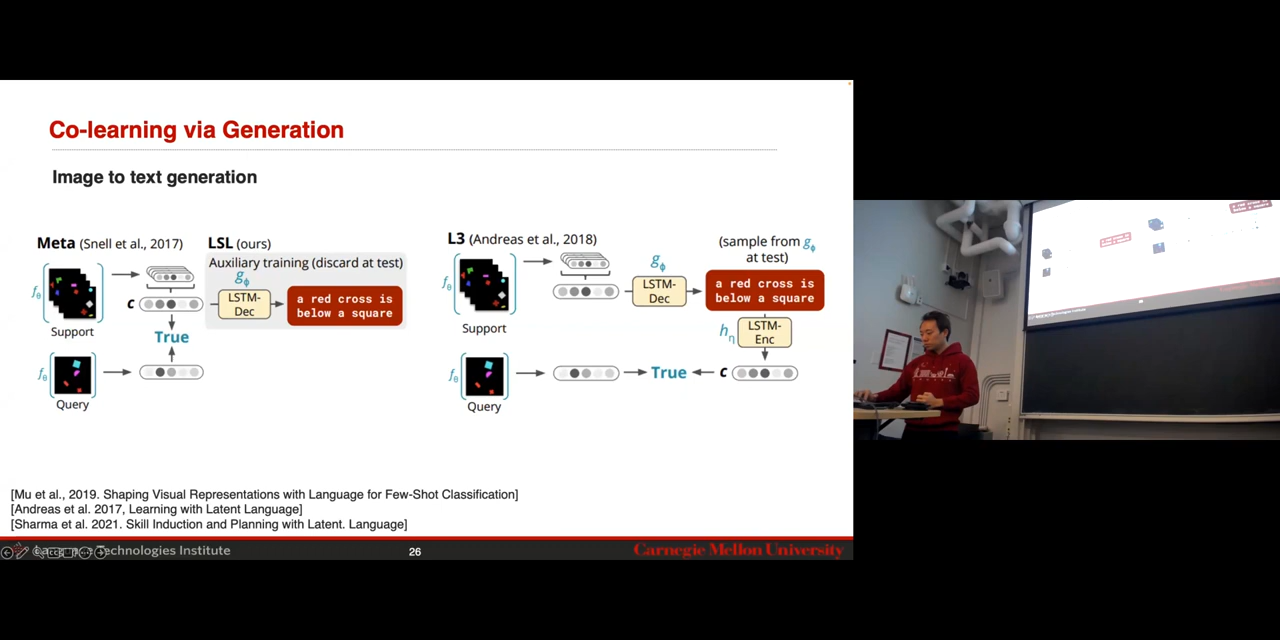 Co-learning via Generation
Image to text generation
Meta (Snell et al., 2017)
LSL (ours)
Auxiliary training (discard at test)
fθ
Support
c
gϕ
LSTM-
Dec
a red cross is
below a square
True
fθ
Query
L3 (Andreas et al., 2018)
(sample from gϕ
at test)
fθ
Support
gϕ
LSTM-
Dec
a red cross is
below a square
hη
LSTM-
Enc
fθ
Query
True
c
[Mu et al., 2019. Shaping Visual Representations with Language for Few-Shot Classification]
[Andreas et al. 2017, Learning with Latent Language]
[Sharma et al. 2021. Skill Induction and Planning with Latent. Language]
Technologies Institute
26
Carnegie Mellon University